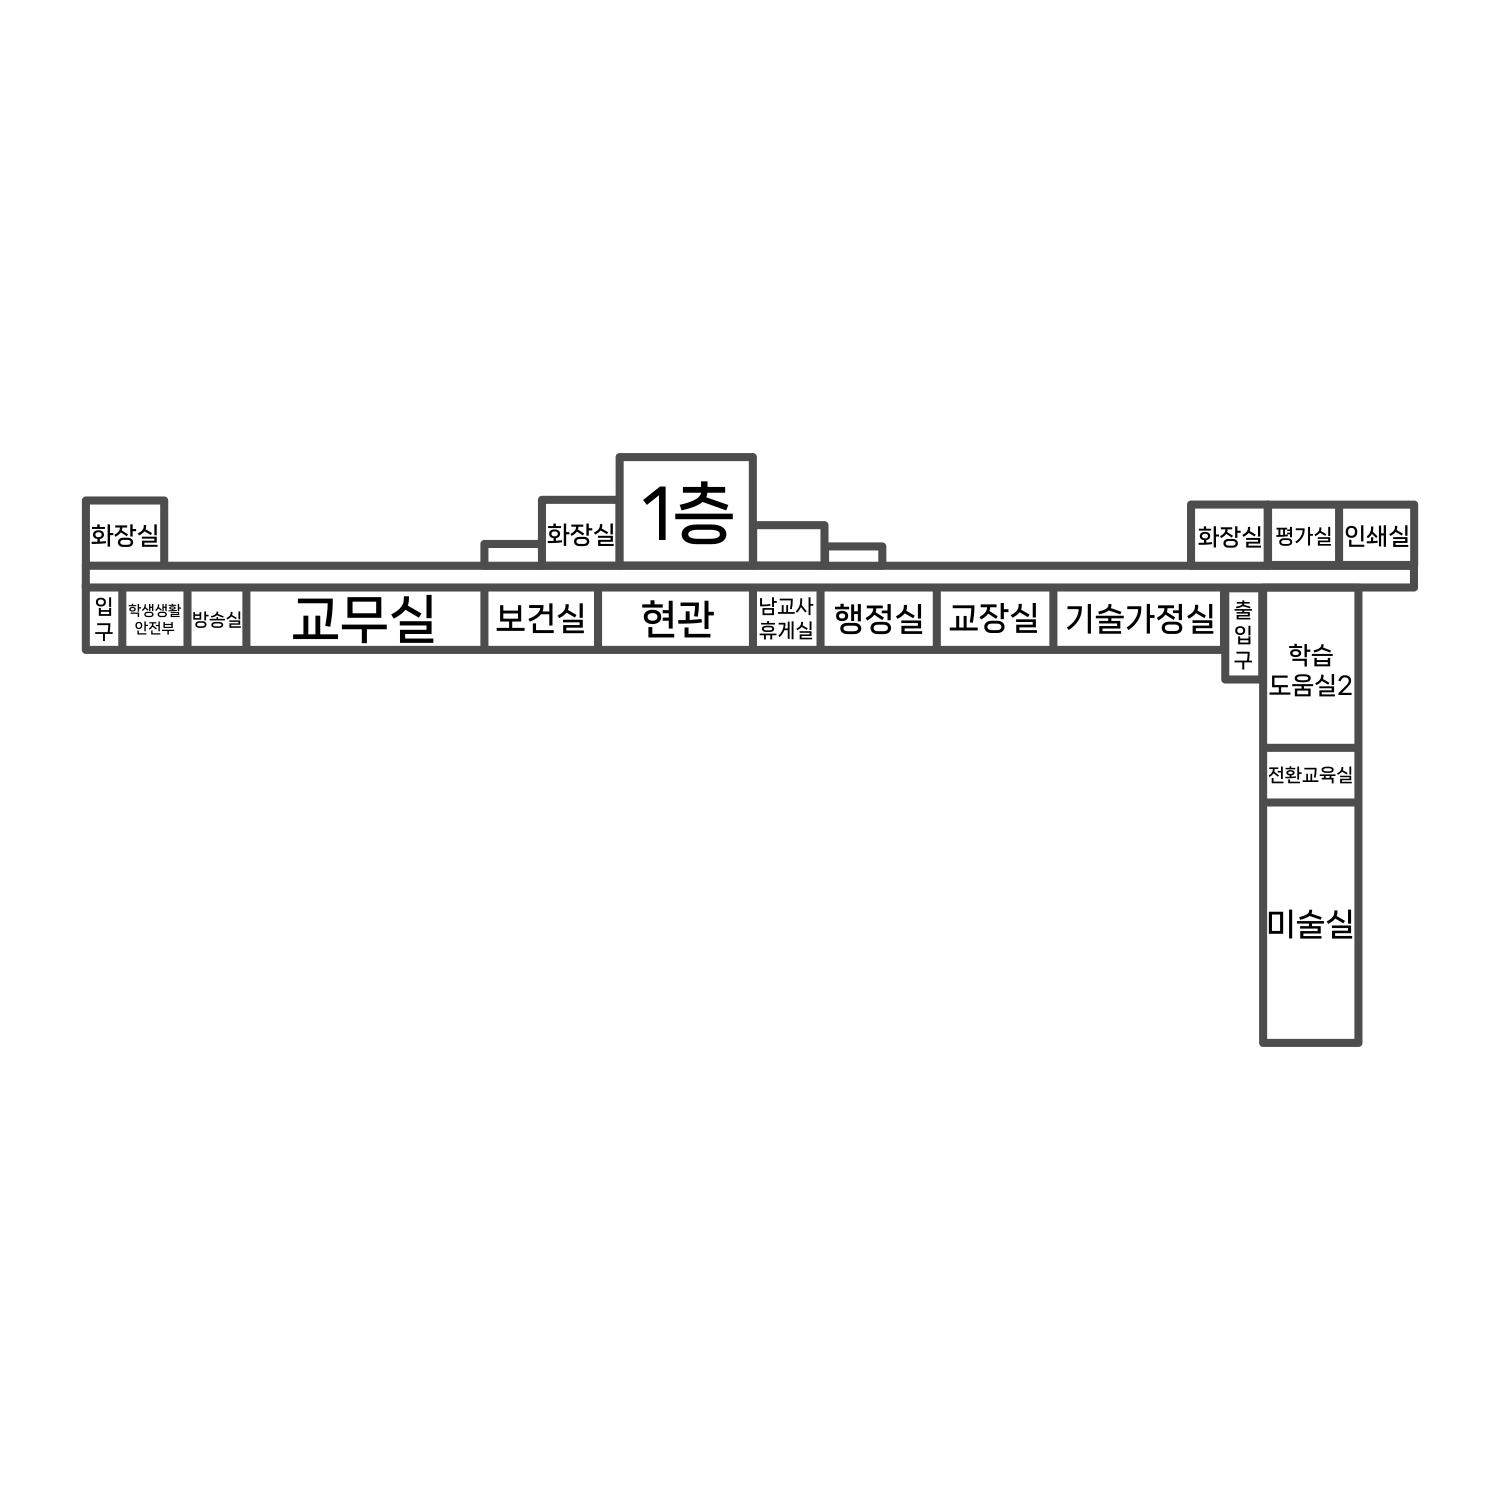 1층
화장실
화장실
화장실
평가실
인쇄실
입
구
학생생활
안전부
방송실
교무실
보건실
현관
남교사
휴게실
행정실
교장실
기술가정실
출
입
구
학습
도움실2
전환교육실
미술실